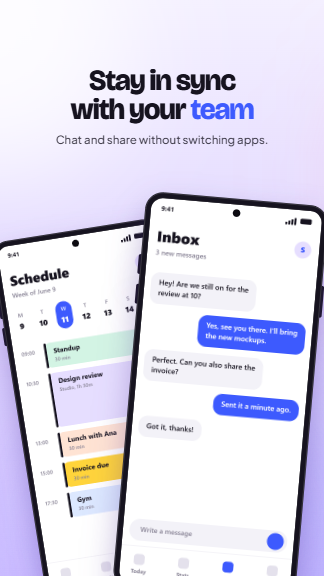 Stay in sync
with your team
Chat and share without switching apps.
9:41
Schedule
Week of June 9
M T W T F S
9 10 11 12 13 14
09:00
Standup
30 min
10:30
Design review
Studio, 1h 30m
13:00
Lunch with Ana
15:00
Invoice due
30 min
17:30
Gym
9:41
Inbox
3 new messages
S
Hey! Are we still on for the
review at 10?
Yes, see you there. I'll bring
the new mockups.
Perfect. Can you also share the
invoice?
Sent it a minute ago.
Got it, thanks!
Write a message
Today